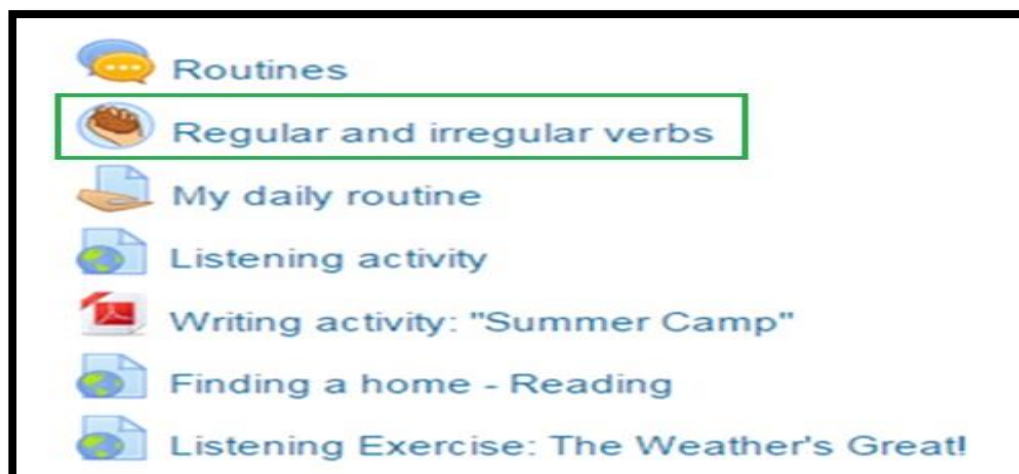 Routines
Regular and irregular verbs
My daily routine
Listening activity
Writing activity: "Summer Camp"
Finding a home - Reading
Listening Exercise: The Weather's Great!